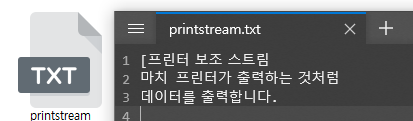 TXT
printstream
printstream.txt
1 [프린터 보조 스트림
2 마치 프린터가 출력하는 것처럼
3 데이터를 출력합니다.
4